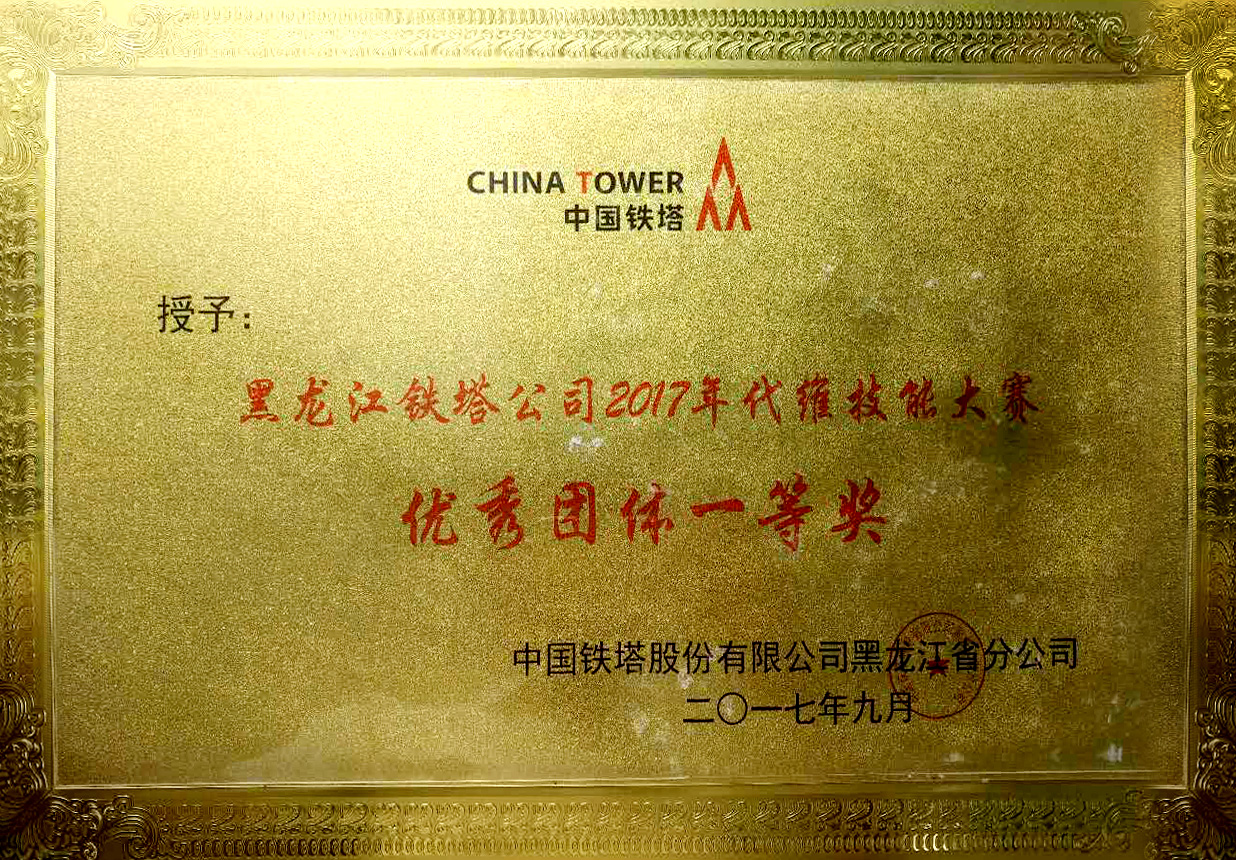 CHINA TOWER
中国铁塔
授予：
黑龙江铁塔公司2017年代维技能大赛
优秀团体一等奖
中国铁塔股份有限公司黑龙江省分公司
二〇一七年九月